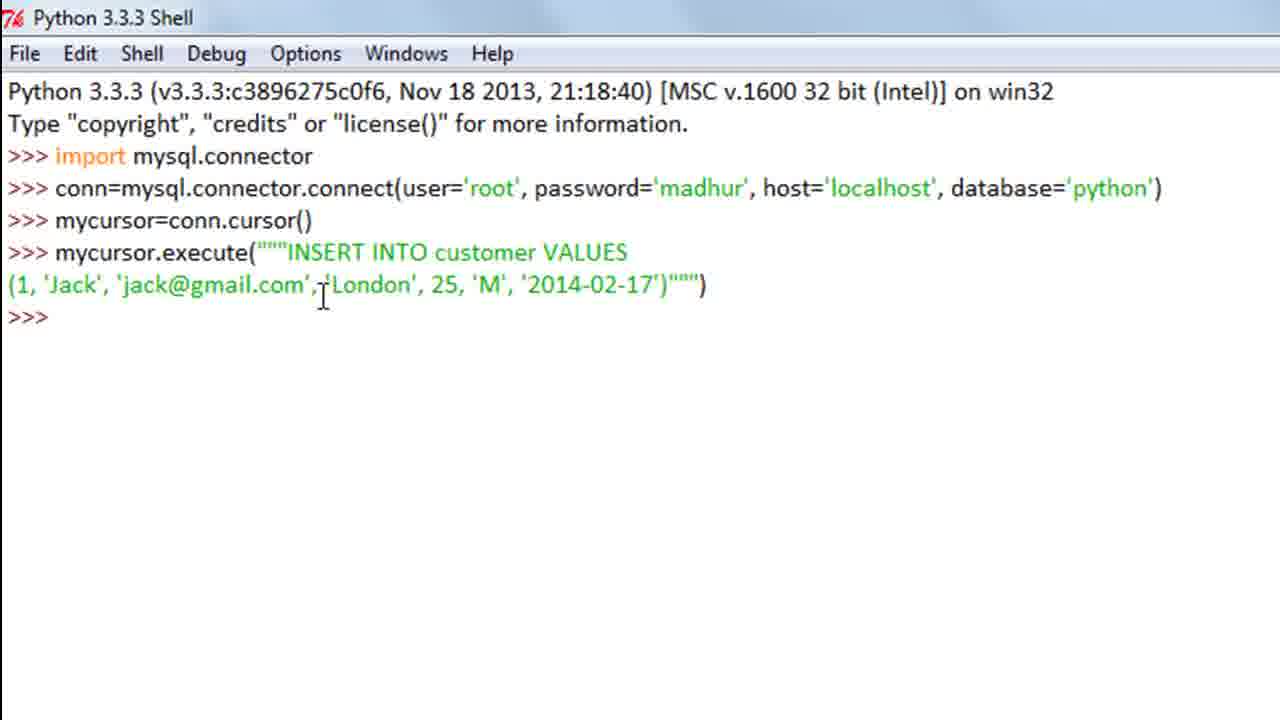 Python 3.3.3 Shell
File Edit Shell Debug Options Windows Help
Python 3.3.3 (v3.3.3:c3896275c0f6, Nov 18 2013, 21:18:40) [MSC v.1600 32 bit (Intel)] on win32
Type "copyright", "credits" or "license()" for more information.
>>> import mysql.connector
>>> conn=mysql.connector.connect(user='root', password='madhur', host='localhost', database='python')
>>> mycursor=conn.cursor()
>>> mycursor.execute("""INSERT INTO customer VALUES
(1, 'Jack', 'jack@gmail.com', 'London', 25, 'M', '2014-02-17')""")
>>>